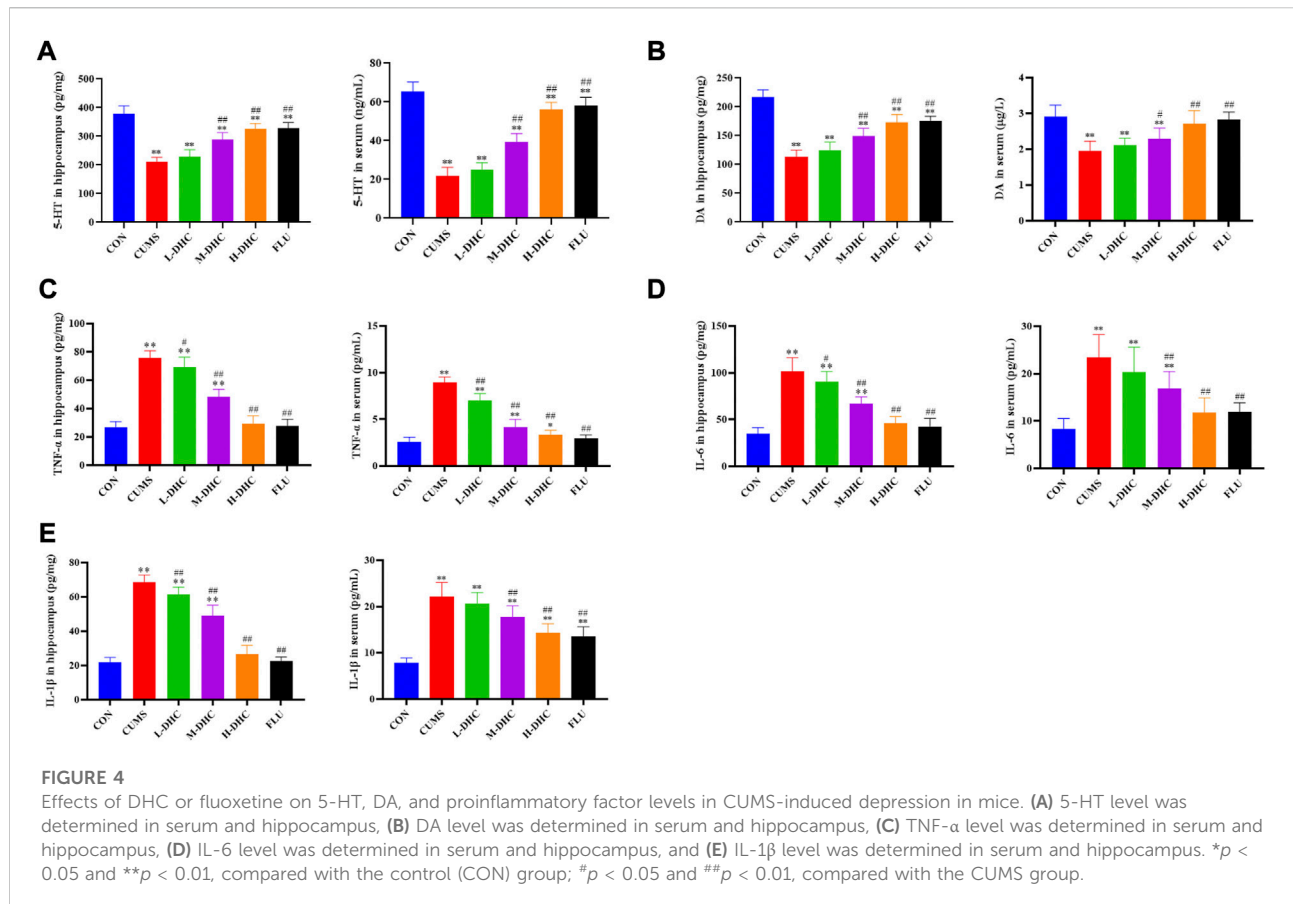 A
5-HT in hippocampus (pg/mg)
500
400
300
200
100
0
**
**
##
**
##
**
##
**
CON
CUMS
L-DHC
M-DHC
H-DHC
FLU
5-HT in serum (ng/mL)
80
60
40
20
0
**
**
##
**
##
**
##
**
CON
CUMS
L-DHC
M-DHC
H-DHC
FLU
B
DA in hippocampus (pg/mg)
250
200
150
100
50
0
**
**
##
**
##
**
##
**
CON
CUMS
L-DHC
M-DHC
H-DHC
FLU
DA in serum (μg/L)
4
3
2
1
0
**
**
#
**
##
##
CON
CUMS
L-DHC
M-DHC
H-DHC
FLU
C
TNF-α in hippocampus (pg/mg)
100
80
60
40
20
0
**
#
**
##
**
##
##
CON
CUMS
L-DHC
M-DHC
H-DHC
FLU
TNF-α in serum (pg/mL)
15
10
5
0
**
##
**
##
**
##
*
##
CON
CUMS
L-DHC
M-DHC
H-DHC
FLU
D
IL-6 in hippocampus (pg/mg)
150
100
50
0
**
#
**
##
**
##
##
CON
CUMS
L-DHC
M-DHC
H-DHC
FLU
IL-6 in serum (pg/mL)
30
20
10
0
**
**
##
**
##
##
CON
CUMS
L-DHC
M-DHC
H-DHC
FLU
E
IL-1β in hippocampus (pg/mg)
80
60
40
20
0
**
##
**
##
**
##
##
CON
CUMS
L-DHC
M-DHC
H-DHC
FLU
IL-1β in serum (pg/mL)
30
20
10
0
**
**
##
**
##
**
##
**
CON
CUMS
L-DHC
M-DHC
H-DHC
FLU
FIGURE 4
Effects of DHC or fluoxetine on 5-HT, DA, and proinflammatory factor levels in CUMS-induced depression in mice. (A) 5-HT level was
determined in serum and hippocampus, (B) DA level was determined in serum and hippocampus, (C) TNF-α level was determined in serum and
hippocampus, (D) IL-6 level was determined in serum and hippocampus, and (E) IL-1β level was determined in serum and hippocampus. *p <
0.05 and **p < 0.01, compared with the control (CON) group; #p < 0.05 and ##p < 0.01, compared with the CUMS group.